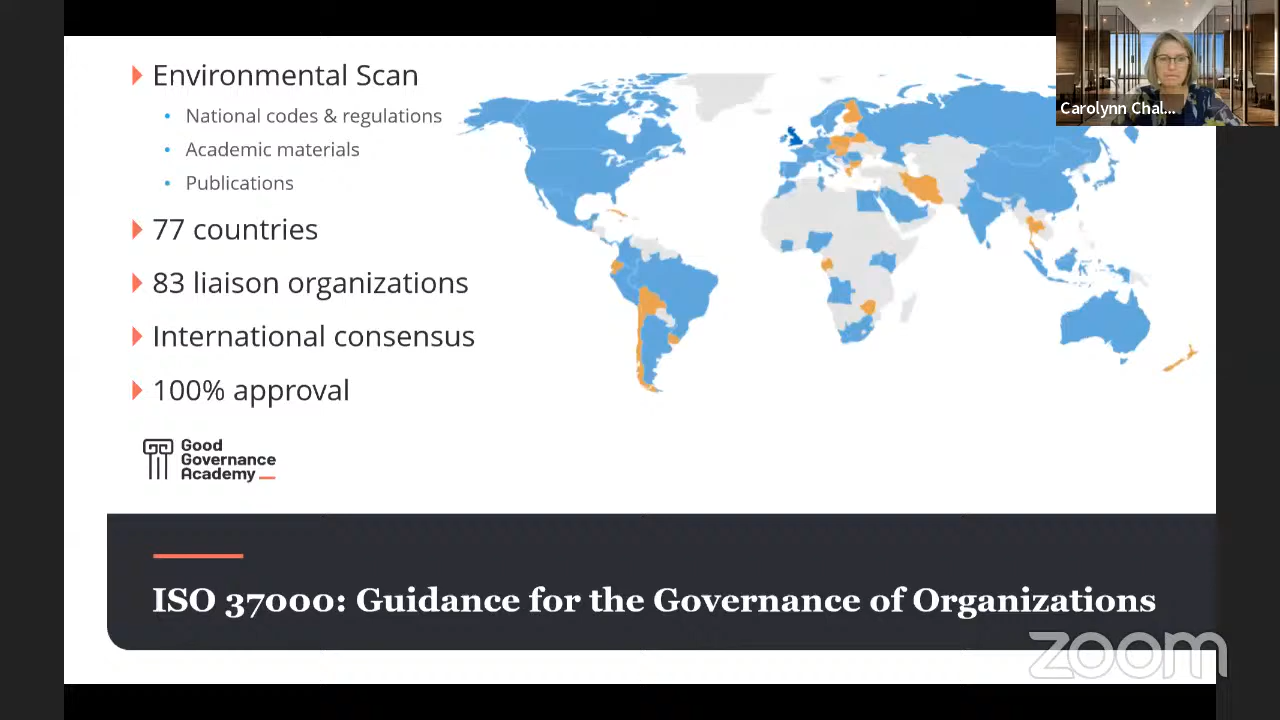 Environmental Scan
National codes & regulations
Academic materials
Publications
77 countries
83 liaison organizations
International consensus
100% approval
Good
Governance
Academy
ISO 37000: Guidance for the Governance of Organizations
Carolynn Chal...
zoom